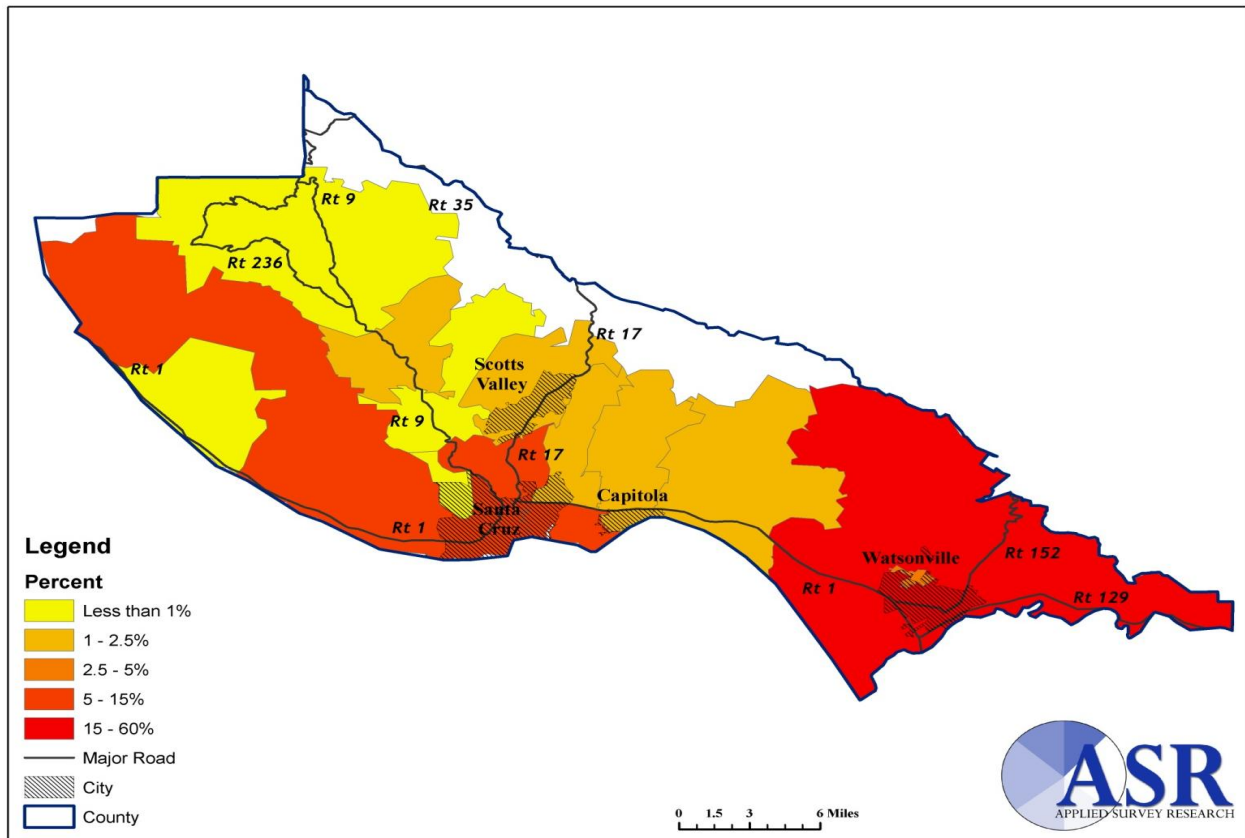 Rt 9
Rt 35
Rt 236
Rt 17
Rt 1
Scotts
Valley
Rt 9
Rt 17
Capitola
Santa
Cruz
Rt 1
Watsonville
Rt 152
Rt 1
Rt 129
Legend
Percent
Less than 1%
1 - 2.5%
2.5 - 5%
5 - 15%
15 - 60%
Major Road
City
County
0 1.5 3 6 Miles
ASR
APPLIED SURVEY RESEARCH